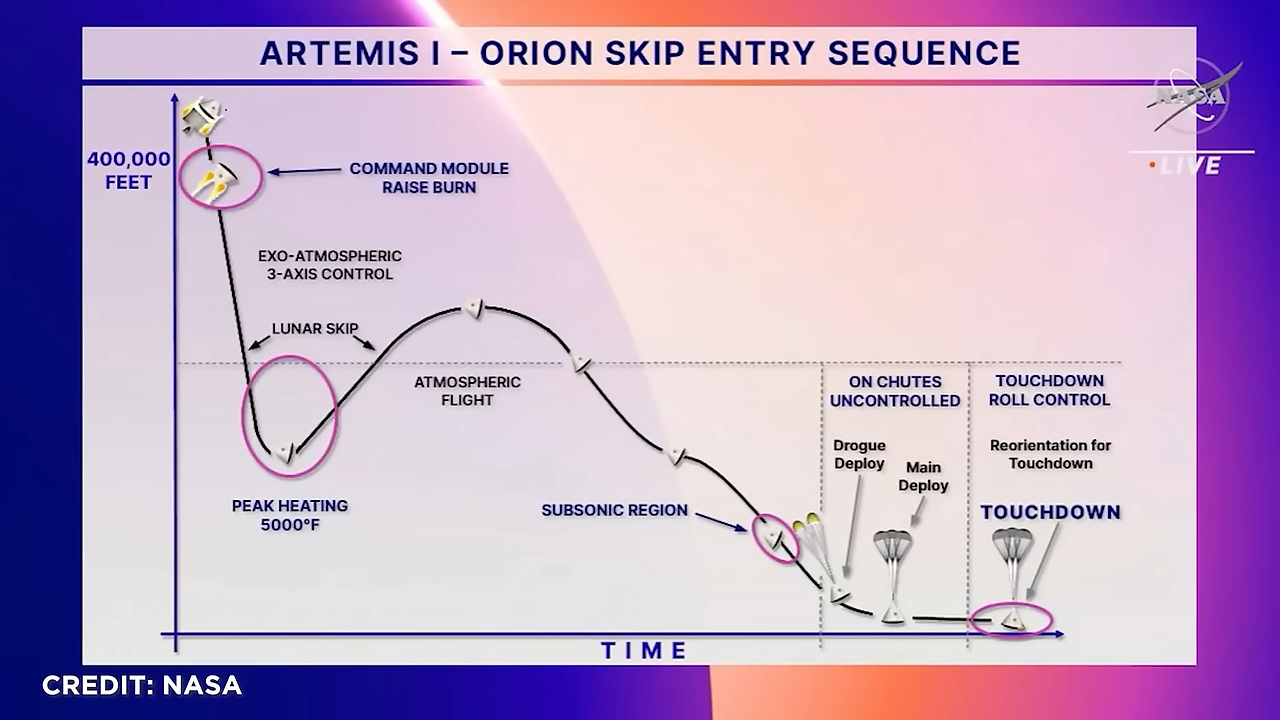 ARTEMIS I – ORION SKIP ENTRY SEQUENCE
NASA
LIVE
400,000
FEET
COMMAND MODULE
RAISE BURN
EXO-ATMOSPHERIC
3-AXIS CONTROL
LUNAR SKIP
ATMOSPHERIC
FLIGHT
PEAK HEATING
5000°F
SUBSONIC REGION
ON CHUTES
UNCONTROLLED
Drogue
Deploy
Main
Deploy
TOUCHDOWN
ROLL CONTROL
Reorientation for
Touchdown
TOUCHDOWN
TIME
CREDIT: NASA